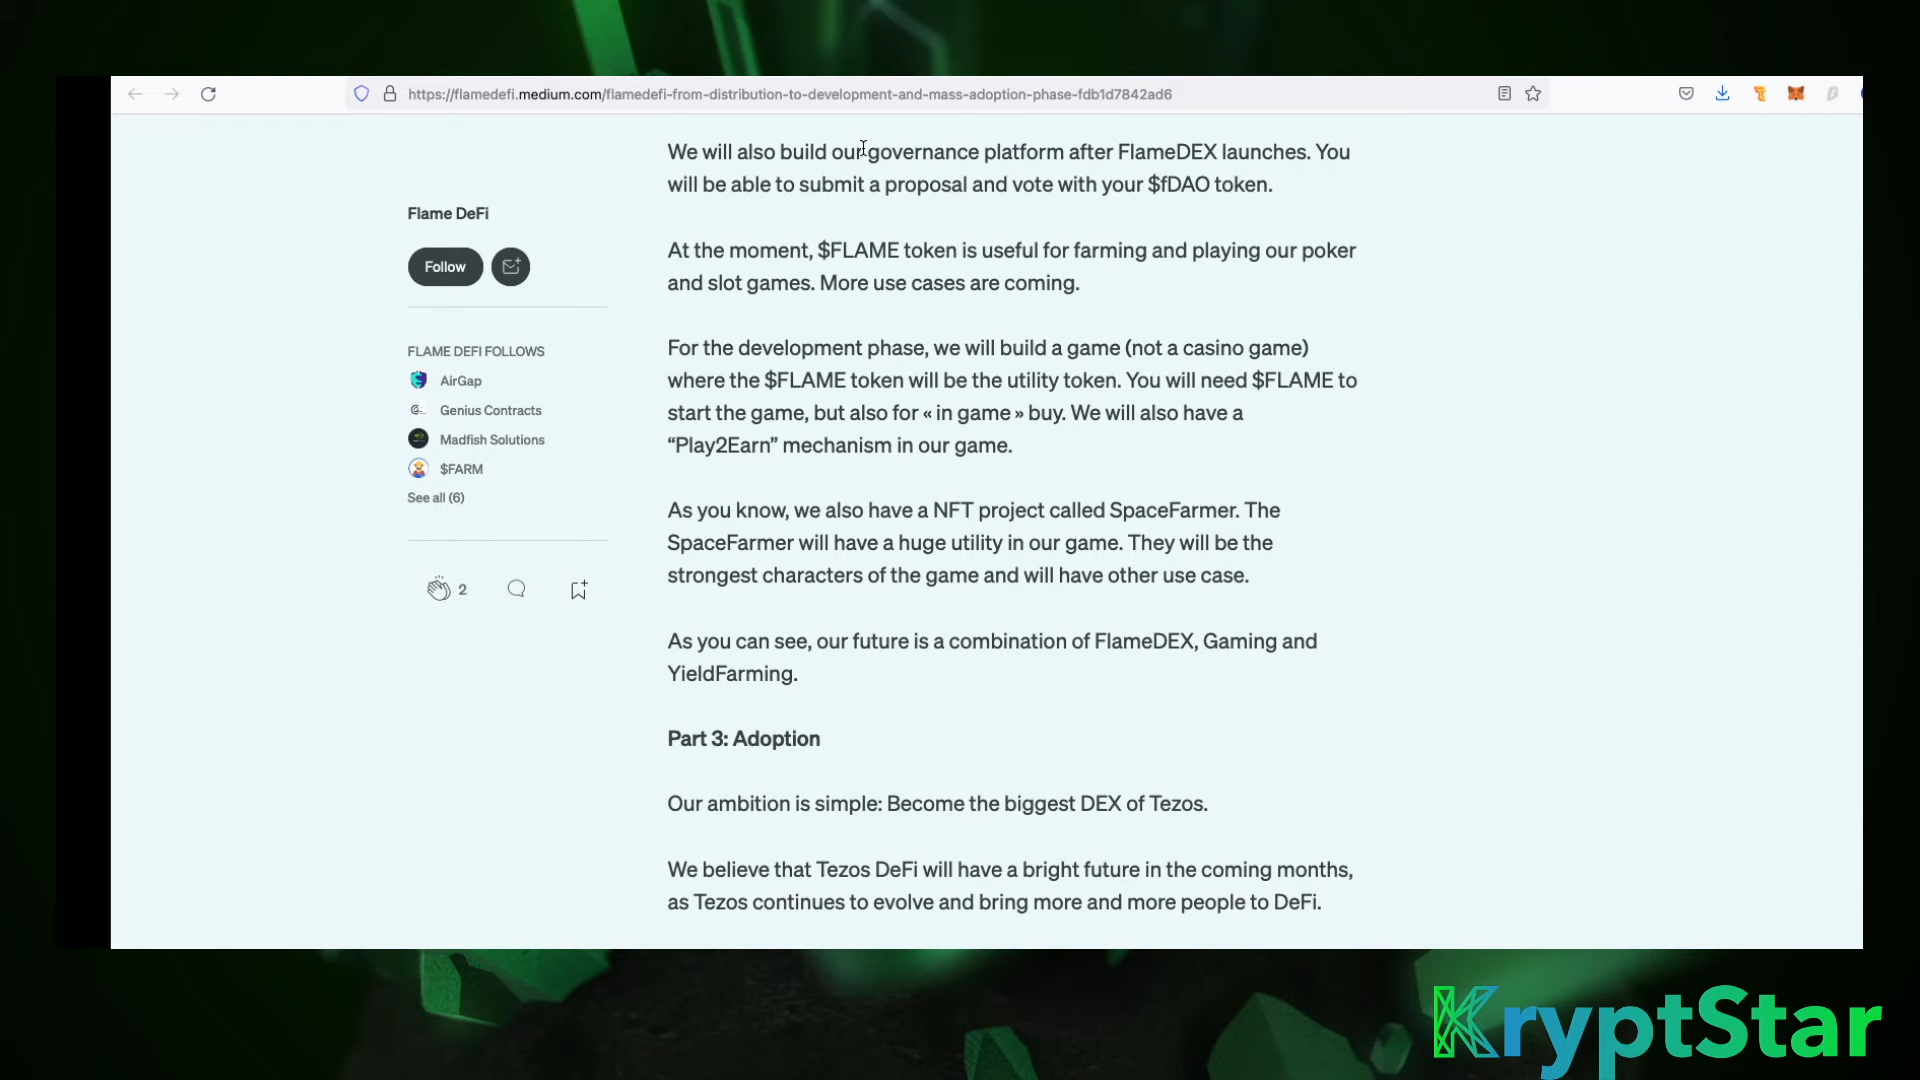 https://flamedefi.medium.com/flamedefi-from-distribution-to-development-and-mass-adoption-phase-fdb1d7842ad6
Flame DeFi
Follow
FLAME DEFI FOLLOWS
AirGap
Genius Contracts
Madfish Solutions
$FARM
See all (6)
2
We will also build our governance platform after FlameDEX launches. You
will be able to submit a proposal and vote with your $fDAO token.
At the moment, $FLAME token is useful for farming and playing our poker
and slot games. More use cases are coming.
For the development phase, we will build a game (not a casino game)
where the $FLAME token will be the utility token. You will need $FLAME to
start the game, but also for « in game » buy. We will also have a
“Play2Earn” mechanism in our game.
As you know, we also have a NFT project called SpaceFarmer. The
SpaceFarmer will have a huge utility in our game. They will be the
strongest characters of the game and will have other use case.
As you can see, our future is a combination of FlameDEX, Gaming and
YieldFarming.
Part 3: Adoption
Our ambition is simple: Become the biggest DEX of Tezos.
We believe that Tezos DeFi will have a bright future in the coming months,
as Tezos continues to evolve and bring more and more people to DeFi.
KryptStar